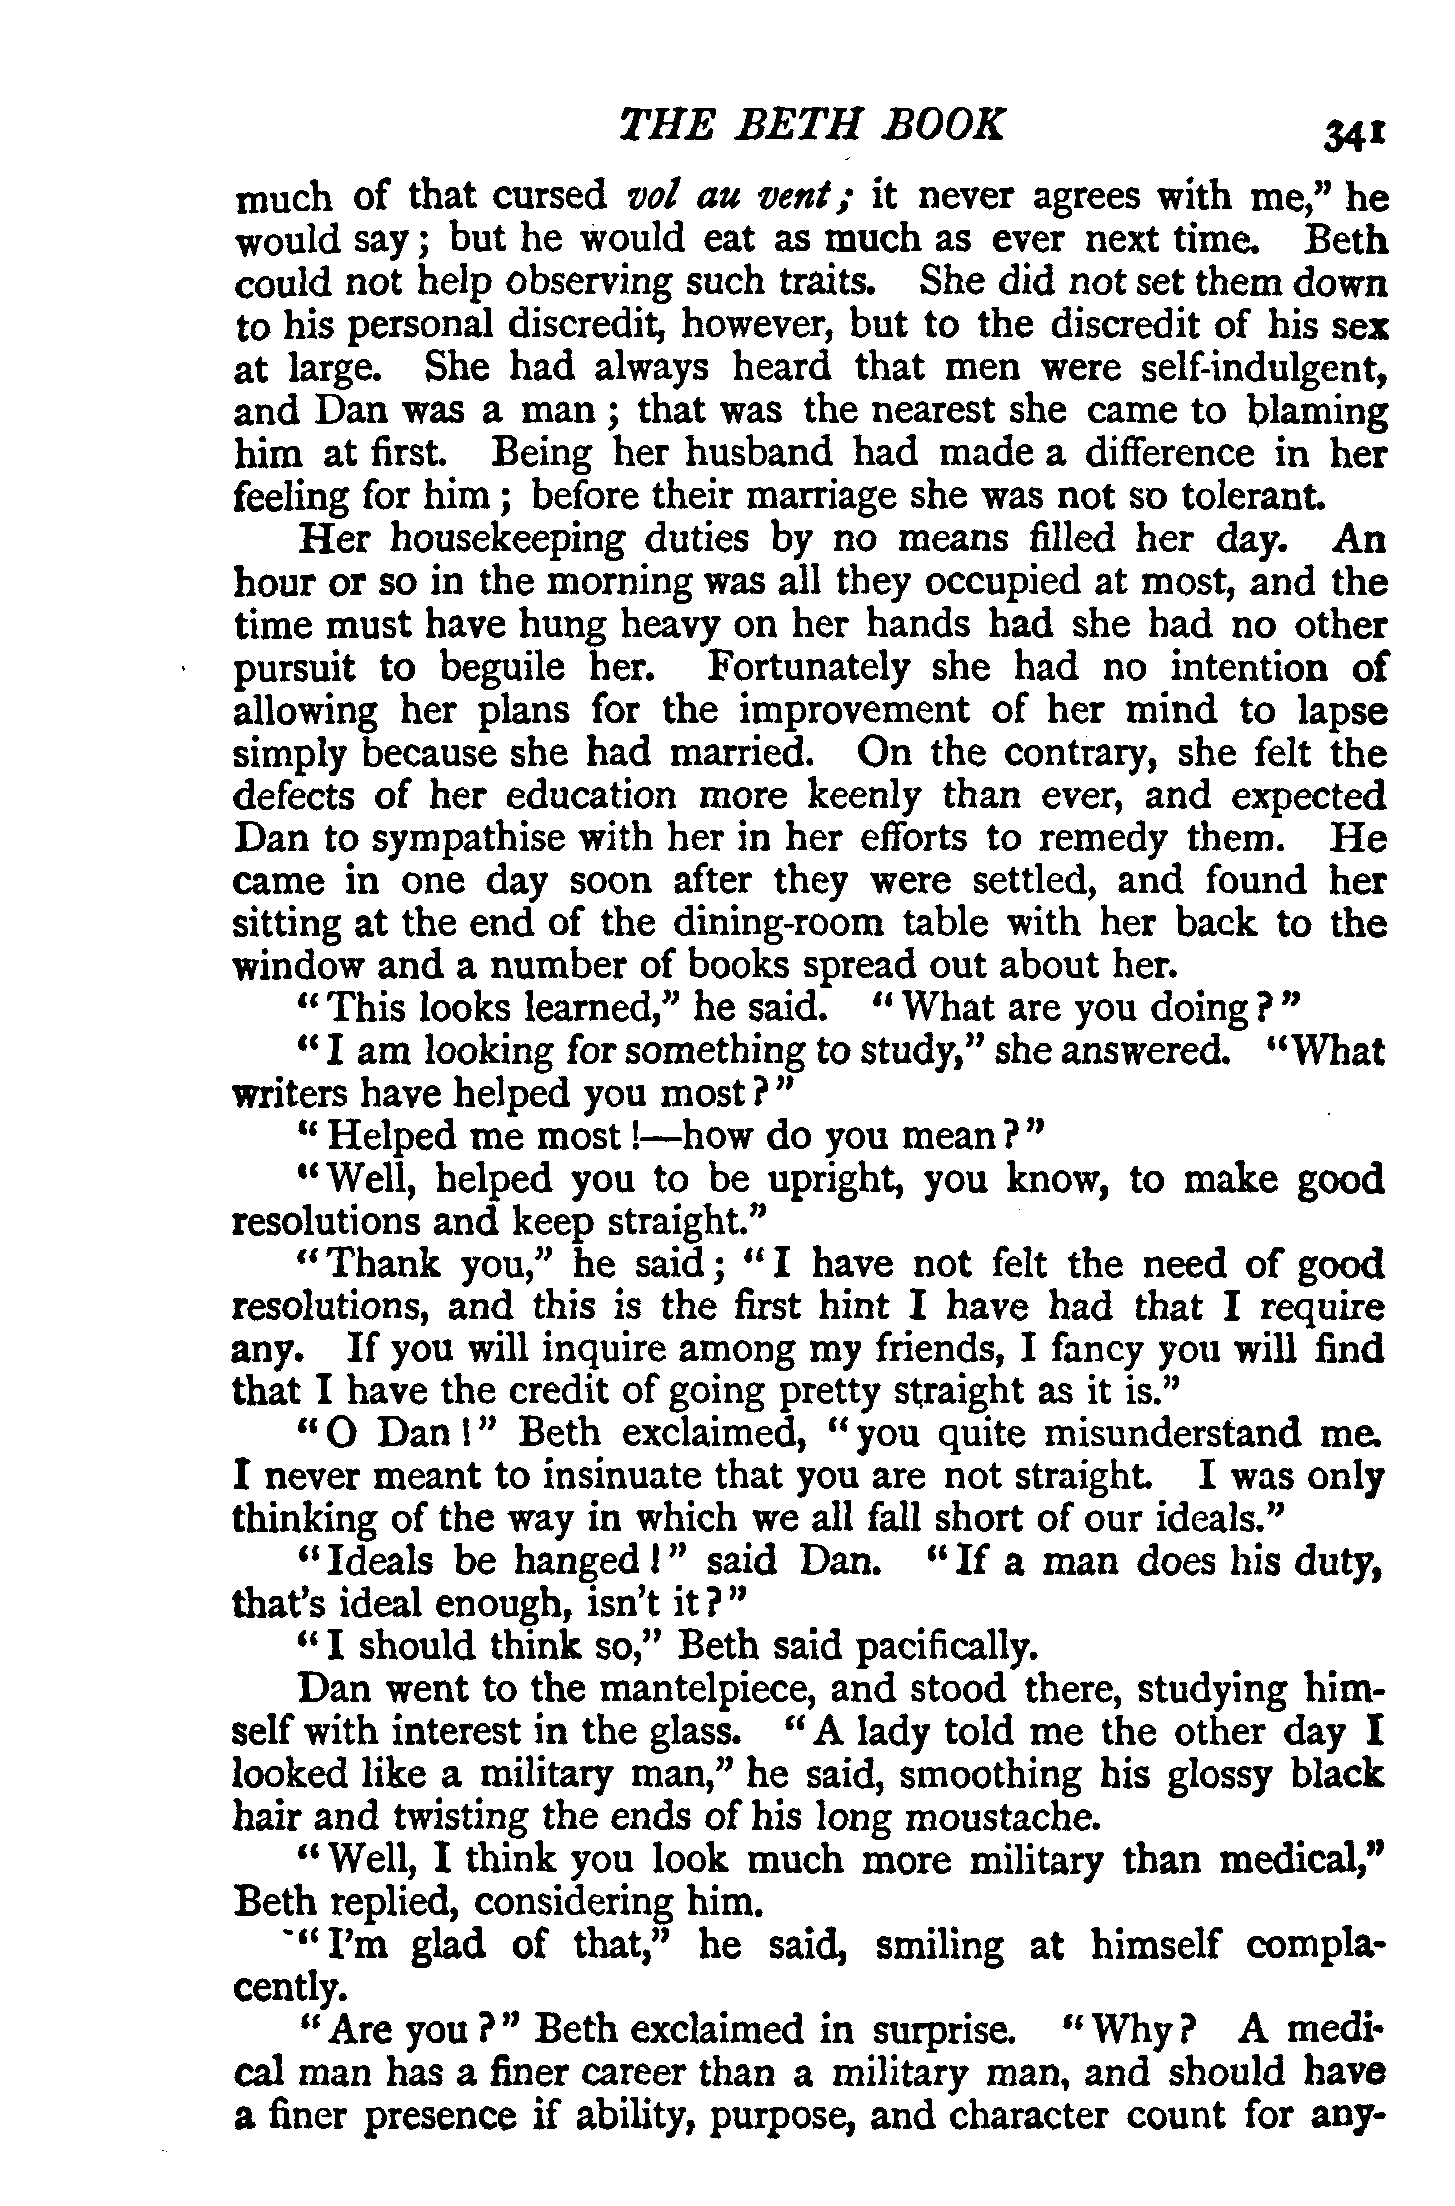 THE BETH BOOK 341
much of that cursed vol au vent; it never agrees with me,” he
would say; but he would eat as much as ever next time. Beth
could not help observing such traits. She did not set them down
to his personal discredit, however, but to the discredit of his sex
at large. She had always heard that men were self-indulgent,
and Dan was a man; that was the nearest she came to blaming
him at first. Being her husband had made a difference in her
feeling for him; before their marriage she was not so tolerant.
Her housekeeping duties by no means filled her day. An
hour or so in the morning was all they occupied at most, and the
time must have hung heavy on her hands had she had no other
pursuit to beguile her. Fortunately she had no intention of
allowing her plans for the improvement of her mind to lapse
simply because she had married. On the contrary, she felt the
defects of her education more keenly than ever, and expected
Dan to sympathise with her in her efforts to remedy them. He
came in one day soon after they were settled, and found her
sitting at the end of the dining-room table with her back to the
window and a number of books spread out about her.
“This looks learned,” he said. “What are you doing?”
“I am looking for something to study,” she answered. “What
writers have helped you most?”
“Helped me most!—how do you mean?”
“Well, helped you to be upright, you know, to make good
resolutions and keep straight.”
“Thank you,” he said; “I have not felt the need of good
resolutions, and this is the first hint I have had that I require
any. If you will inquire among my friends, I fancy you will find
that I have the credit of going pretty straight as it is.”
“O Dan!” Beth exclaimed, “you quite misunderstand me.
I never meant to insinuate that you are not straight. I was only
thinking of the way in which we all fall short of our ideals.”
“Ideals be hanged!” said Dan. “If a man does his duty,
that’s ideal enough, isn’t it?”
“I should think so,” Beth said pacifically.
Dan went to the mantelpiece, and stood there, studying him-
self with interest in the glass. “A lady told me the other day I
looked like a military man,” he said, smoothing his glossy black
hair and twisting the ends of his long moustache.
“Well, I think you look much more military than medical,”
Beth replied, considering him.
“I’m glad of that,” he said, smiling at himself compla-
cently.
“Are you?” Beth exclaimed in surprise. “Why? A medi-
cal man has a finer career than a military man, and should have
a finer presence if ability, purpose, and character count for any-